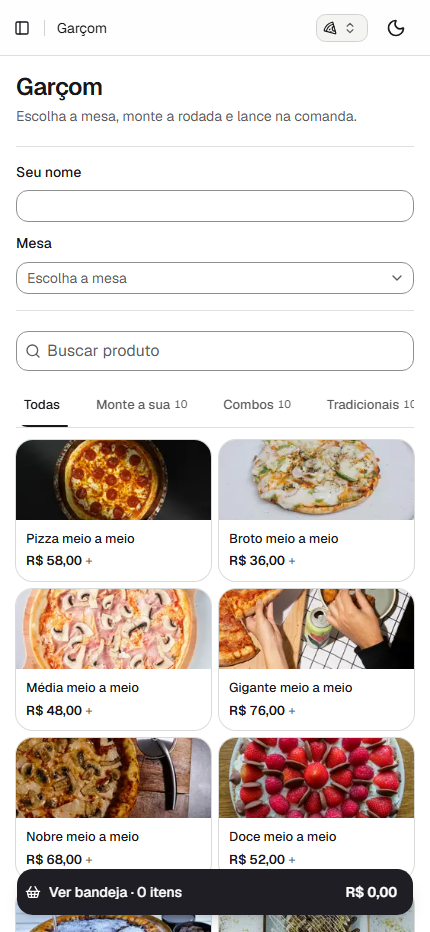 Garçom
Garçom
Escolha a mesa, monte a rodada e lance na comanda.
Seu nome
Mesa
Escolha a mesa
Buscar produto
Todas Monte a sua 10 Combos 10 Tradicionais 10
Pizza meio a meio Broto meio a meio
R$ 58,00 + R$ 36,00 +
Média meio a meio Gigante meio a meio
R$ 48,00 + R$ 76,00 +
Nobre meio a meio Doce meio a meio
R$ 68,00 + R$ 52,00 +
Ver bandeja · 0 itens R$ 0,00